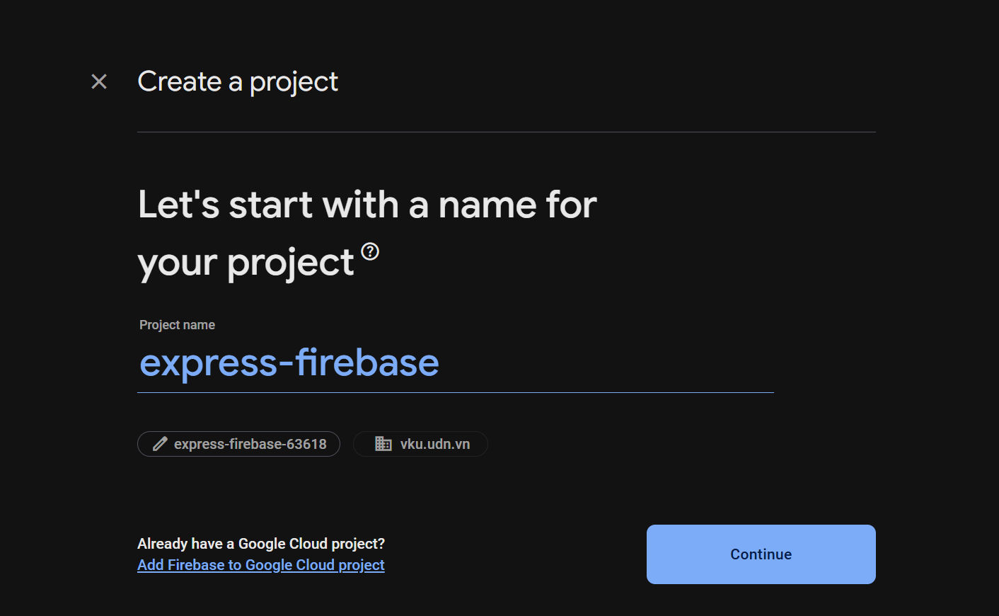 Create a project
Let's start with a name for
your project
Project name
express-firebase
express-firebase-63618
vku.udn.vn
Already have a Google Cloud project?
Add Firebase to Google Cloud project
Continue